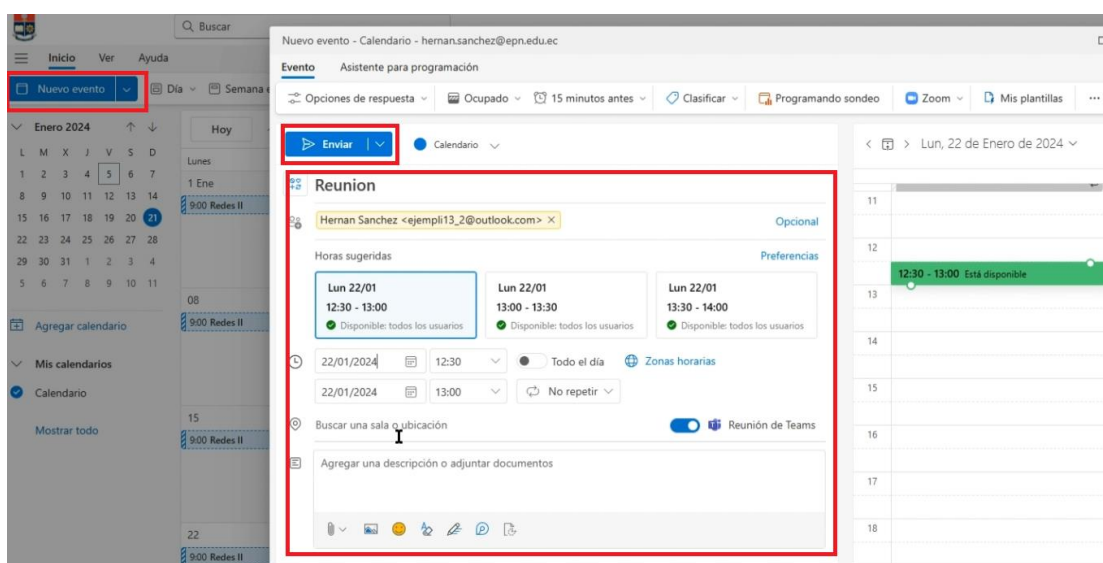 Buscar
Inicio Ver Ayuda
Nuevo evento
Día Semana
Enero 2024
Hoy
L M X J V S D
1 2 3 4 5 6 7
8 9 10 11 12 13 14
15 16 17 18 19 20 21
22 23 24 25 26 27 28
29 30 31 1 2 3 4
5 6 7 8 9 10 11
Agregar calendario
Mis calendarios
Calendario
Mostrar todo
Lunes
1 Ene
9:00 Redes II
08
9:00 Redes II
15
9:00 Redes II
22
9:00 Redes II
Nuevo evento - Calendario - hernan.sanchez@epn.edu.ec
Evento Asistente para programación
Opciones de respuesta Ocupado 15 minutos antes Clasificar Programando sondeo Zoom Mis plantillas ...
Enviar Calendario
Reunion
Hernan Sanchez <ejempli13_2@outlook.com> ×
Opcional
Horas sugeridas Preferencias
Lun 22/01
12:30 - 13:00
Disponible: todos los usuarios
Lun 22/01
13:00 - 13:30
Disponible: todos los usuarios
Lun 22/01
13:30 - 14:00
Disponible: todos los usuarios
22/01/2024 12:30 Todo el día Zonas horarias
22/01/2024 13:00 No repetir
Buscar una sala o ubicación Reunión de Teams
Agregar una descripción o adjuntar documentos
Lun, 22 de Enero de 2024
11
12
12:30 - 13:00 Está disponible
13
14
15
16
17
18